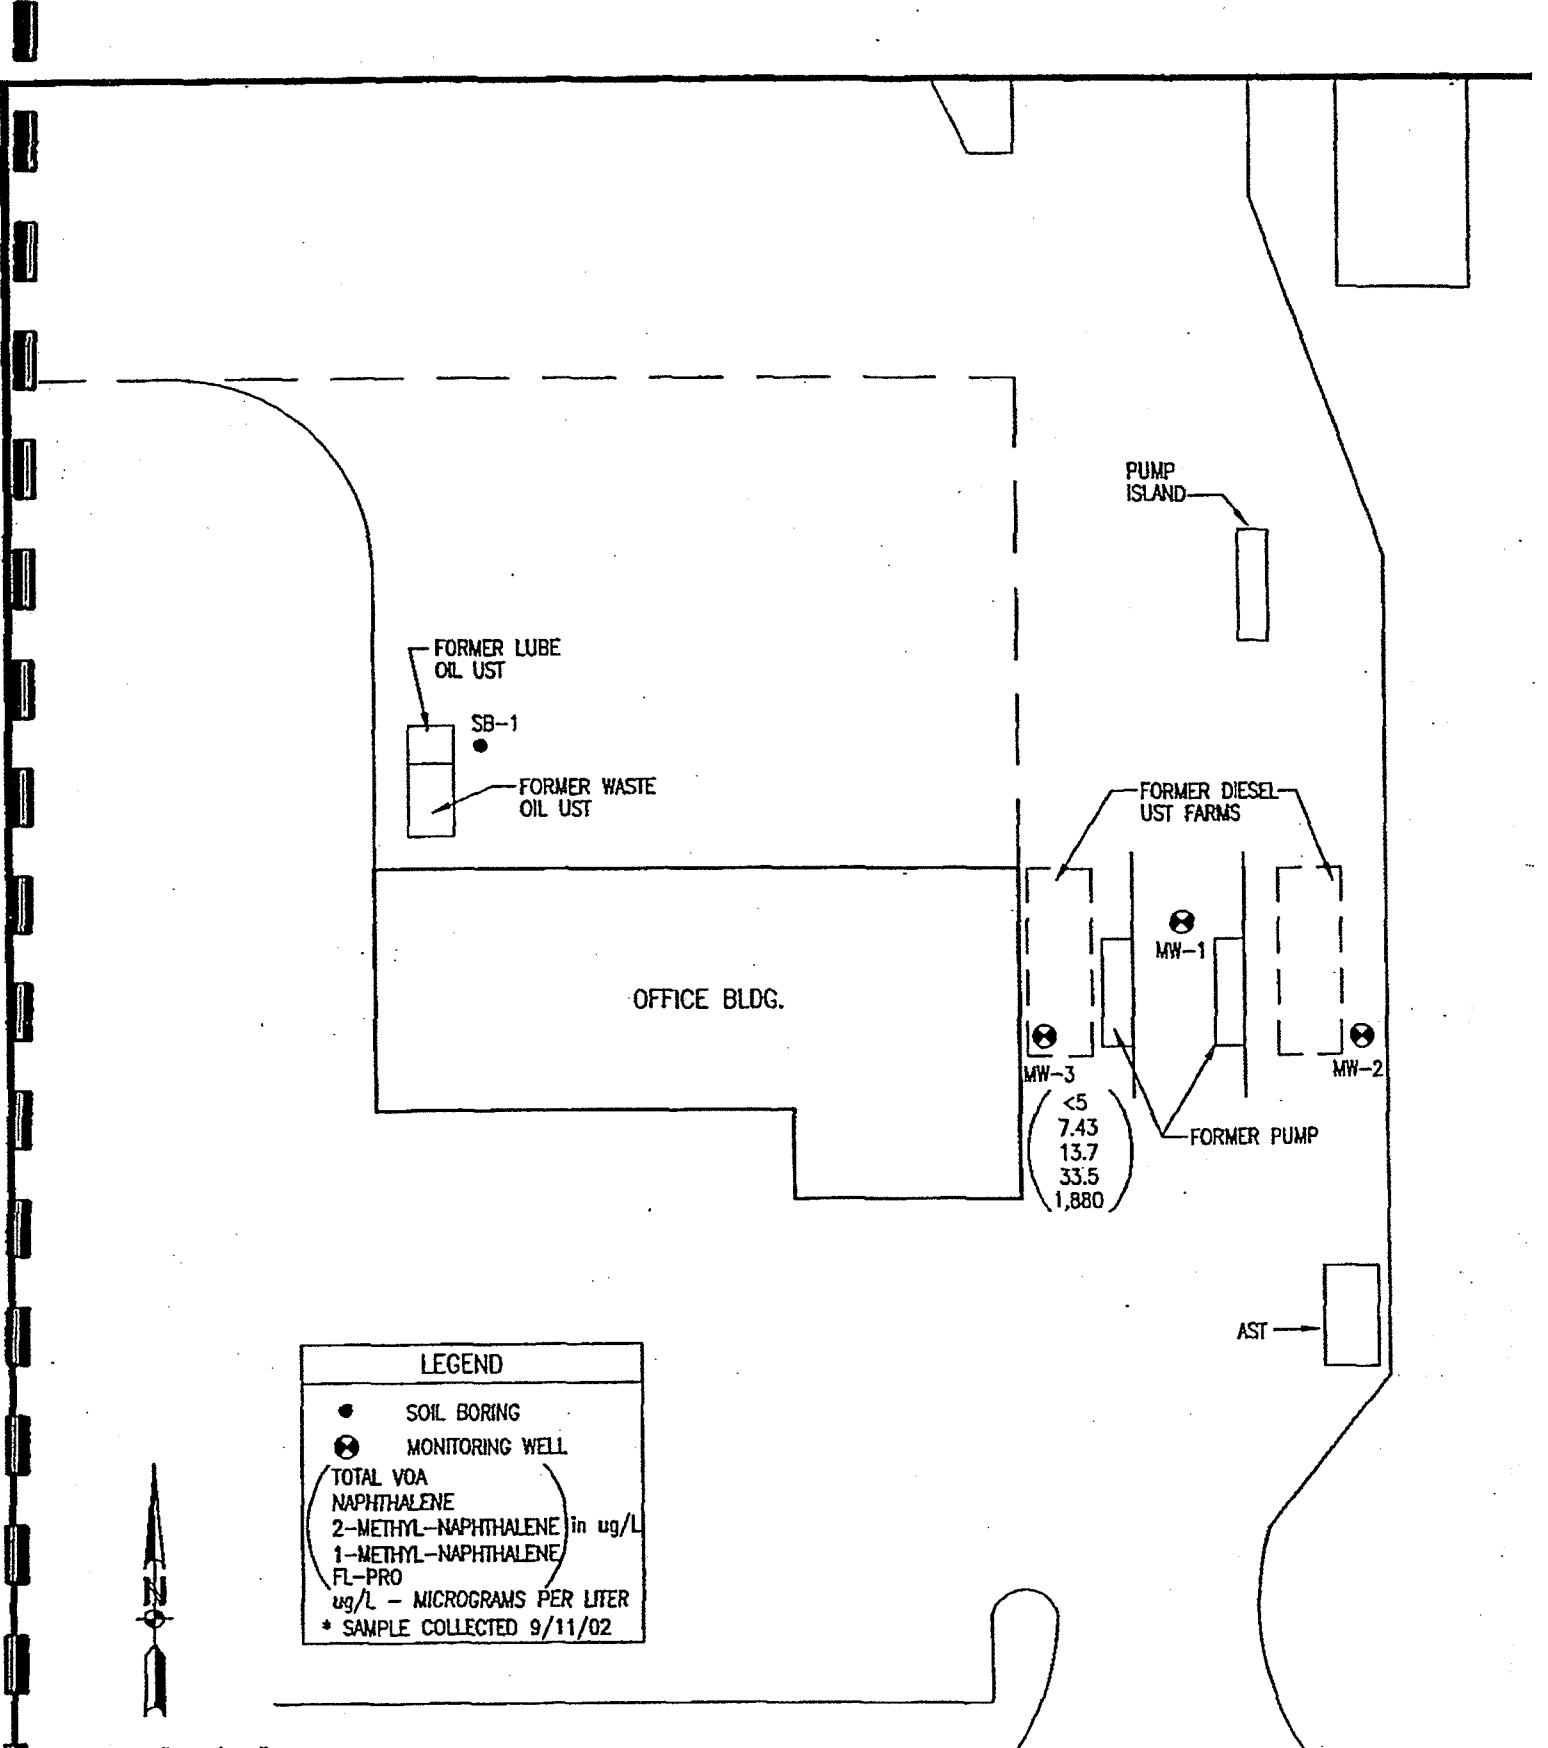 PUMP
ISLAND
FORMER LUBE
OIL UST
SB-1
FORMER WASTE
OIL UST
FORMER DIESEL
UST FARMS
MW-1
OFFICE BLDG.
MW-3
MW-2
<5
7.43
13.7
33.5
1,880
FORMER PUMP
AST
LEGEND
SOIL BORING
MONITORING WELL
TOTAL VOA
NAPHTHALENE
2-METHYL-NAPHTHALENE in ug/L
1-METHYL-NAPHTHALENE
FL-PRO
ug/L - MICROGRAMS PER LITER
* SAMPLE COLLECTED 9/11/02
N